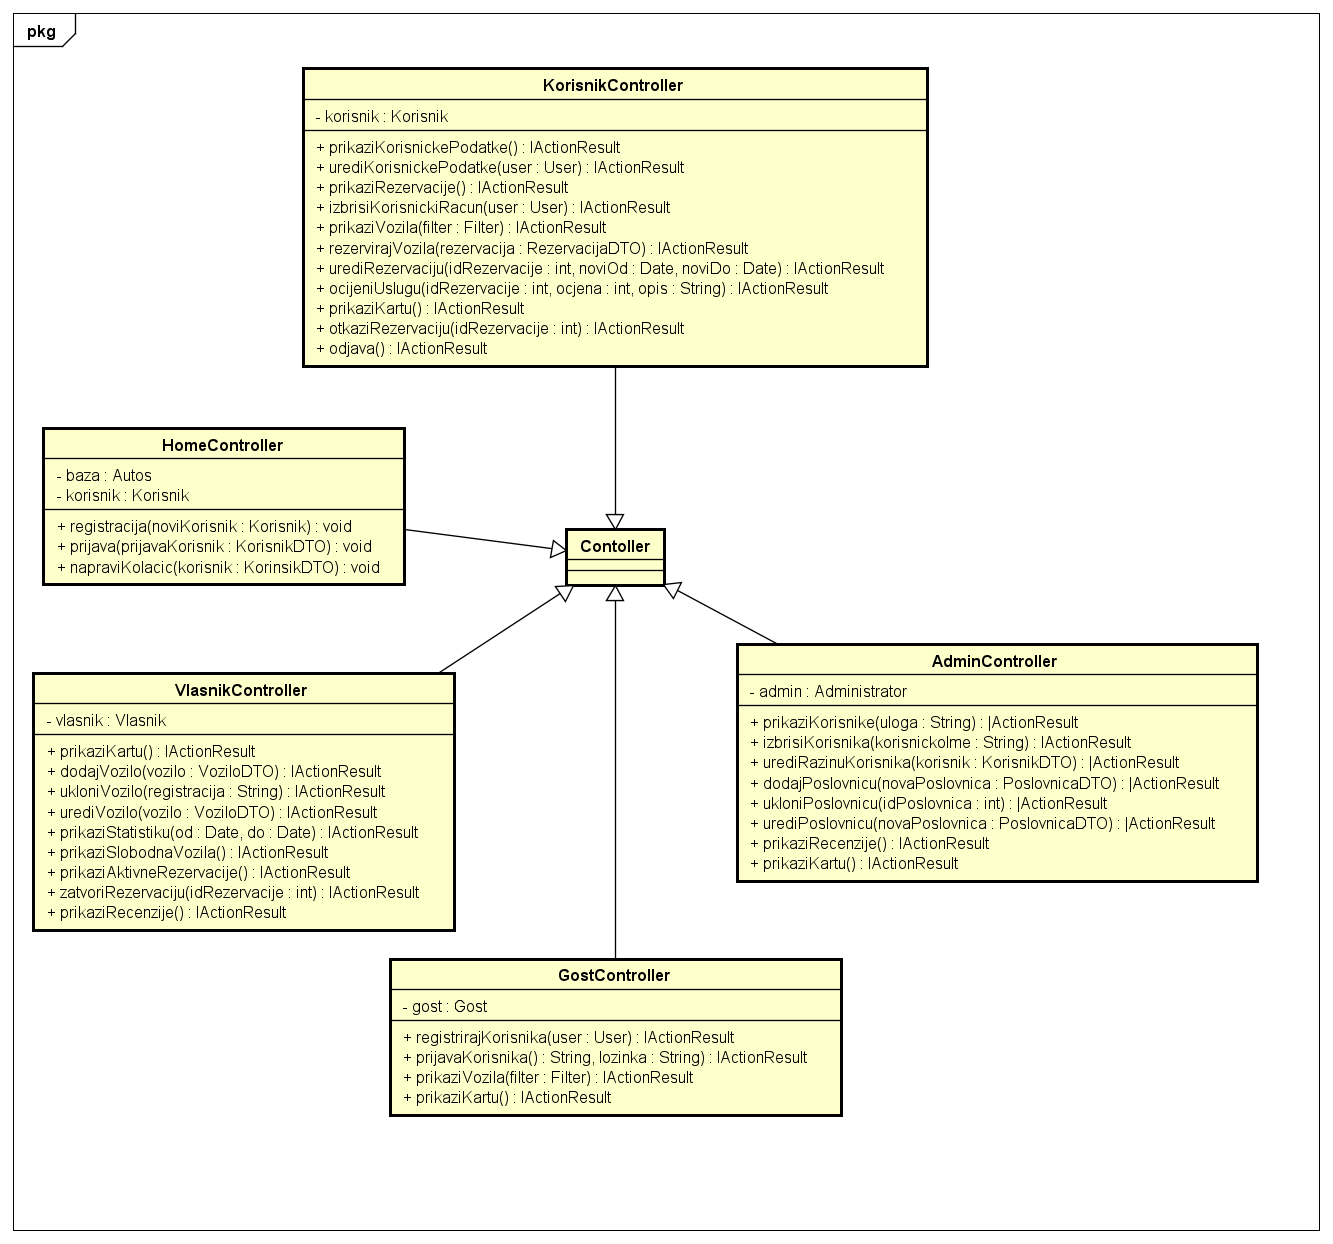 pkg
KorisnikController
- korisnik : Korisnik
+ prikaziKorisnickePodatke() : IActionResult
+ urediKorisnickePodatke(user : User) : IActionResult
+ prikaziRezervacije() : IActionResult
+ izbrisiKorisnickiRacun(user : User) : IActionResult
+ prikaziVozila(filter : Filter) : IActionResult
+ rezervirajVozila(rezervacija : RezervacijaDTO) : IActionResult
+ urediRezervaciju(idRezervacije : int, noviOd : Date, noviDo : Date) : IActionResult
+ ocijeniUslugu(idRezervacije : int, ocjena : int, opis : String) : IActionResult
+ prikaziKartu() : IActionResult
+ otkaziRezervaciju(idRezervacije : int) : IActionResult
+ odjava() : IActionResult
HomeController
- baza : Autos
- korisnik : Korisnik
+ registracija(noviKorisnik : Korisnik) : void
+ prijava(prijavaKorisnik : KorisnikDTO) : void
+ napraviKolacic(korisnik : KorinsikDTO) : void
Contoller
VlasnikController
- vlasnik : Vlasnik
+ prikaziKartu() : IActionResult
+ dodajVozilo(vozilo : VoziloDTO) : IActionResult
+ ukloniVozilo(registracija : String) : IActionResult
+ urediVozilo(vozilo : VoziloDTO) : IActionResult
+ prikaziStatistiku(od : Date, do : Date) : IActionResult
+ prikaziSlobodnaVozila() : IActionResult
+ prikaziAktivneRezervacije() : IActionResult
+ zatvoriRezervaciju(idRezervacije : int) : IActionResult
+ prikaziRecenzije() : IActionResult
AdminController
- admin : Administrator
+ prikaziKorisnike(uloga : String) : |ActionResult
+ izbrisiKorisnika(korisnickoIme : String) : IActionResult
+ urediRazinuKorisnika(korisnik : KorisnikDTO) : |ActionResult
+ dodajPoslovnicu(novaPoslovnica : PoslovnicaDTO) : |ActionResult
+ ukloniPoslovnicu(idPoslovnica : int) : |ActionResult
+ urediPoslovnicu(novaPoslovnica : PoslovnicaDTO) : |ActionResult
+ prikaziRecenzije() : IActionResult
+ prikaziKartu() : IActionResult
GostController
- gost : Gost
+ registrirajKorisnika(user : User) : IActionResult
+ prijavaKorisnika() : String, lozinka : String) : IActionResult
+ prikaziVozila(filter : Filter) : IActionResult
+ prikaziKartu() : IActionResult